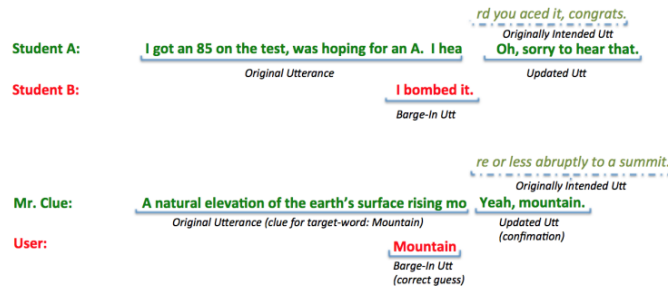 rd you aced it, congrats.
Originally Intended Utt
Student A: I got an 85 on the test, was hoping for an A. I hea Oh, sorry to hear that.
Original Utterance Updated Utt
Student B: I bombed it.
Barge-In Utt
re or less abruptly to a summit.
Originally Intended Utt
Mr. Clue: A natural elevation of the earth's surface rising mo Yeah, mountain.
Original Utterance (clue for target-word: Mountain) Updated Utt
(confimation)
User: Mountain
Barge-In Utt
(correct guess)